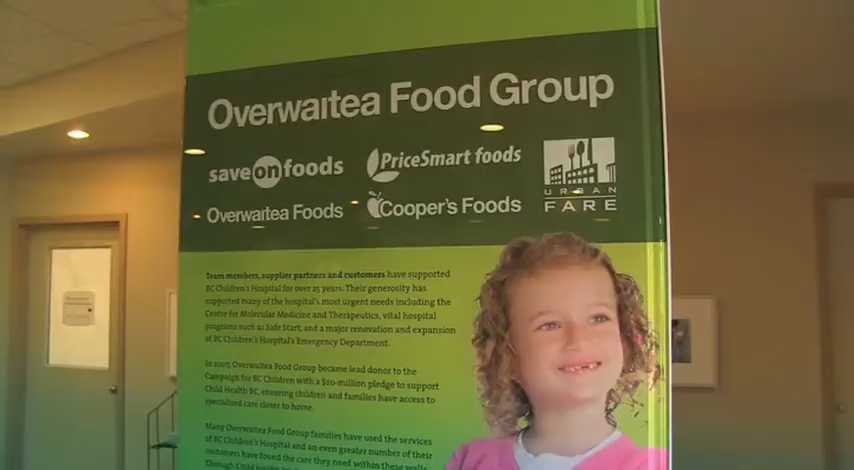 Overwaitea Food Group
save on foods
PriceSmart foods
URBAN
FARE
Overwaitea Foods
Cooper's Foods
Team members, supplier partners and customers have supported
BC Children's Hospital for over 25 years. Their generosity has
supported many of the hospital's most urgent needs including the
Centre for Molecular Medicine and Therapeutics, vital hospital
programs such as Safe Start, and a major renovation and expansion
of BC Children's Hospital's Emergency Department.
In 2007, Overwaitea Food Group became lead donor to the
Campaign for BC Children with a $20-million pledge to support
Child Health BC, ensuring children and families have access to
specialized care closer to home.
Many Overwaitea Food Group families have used the services
of BC Children's Hospital and an even greater number of their
customers have found the care they need within these walls.
Through Child